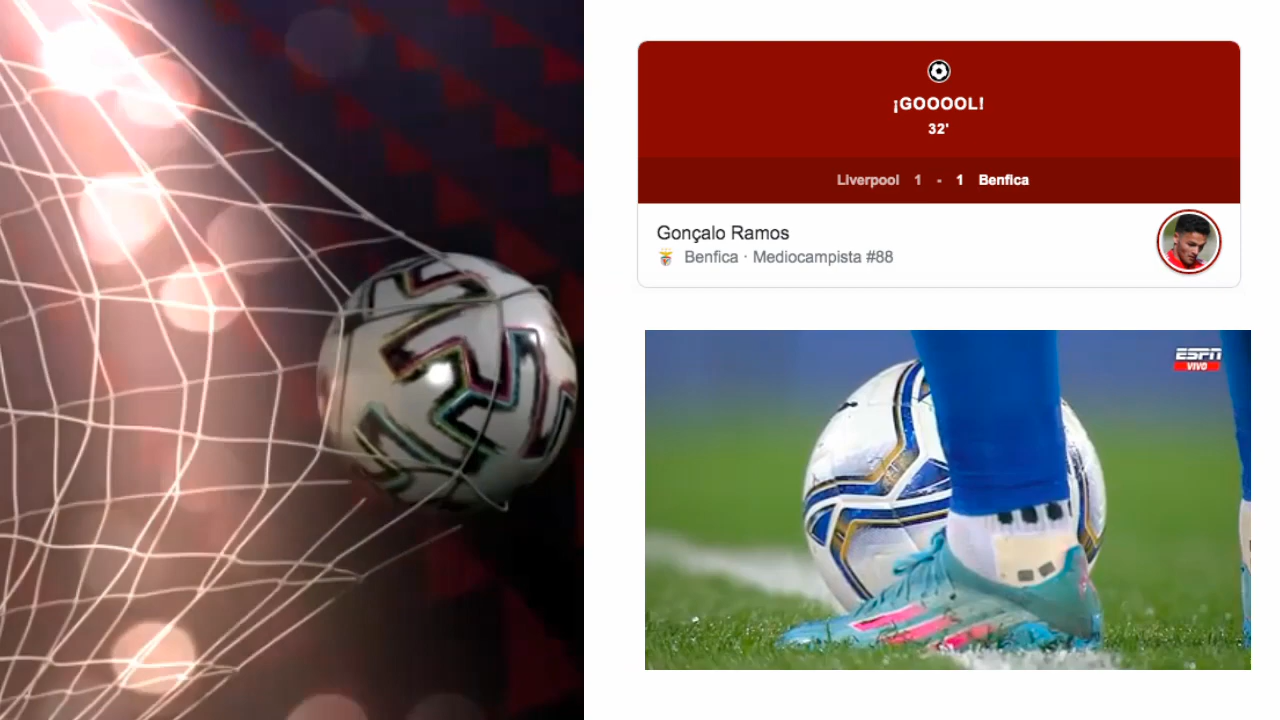 ¡GOOOOL!
32'
Liverpool 1 - 1 Benfica
Gonçalo Ramos
Benfica · Mediocampista #88
ESPN
VIVO